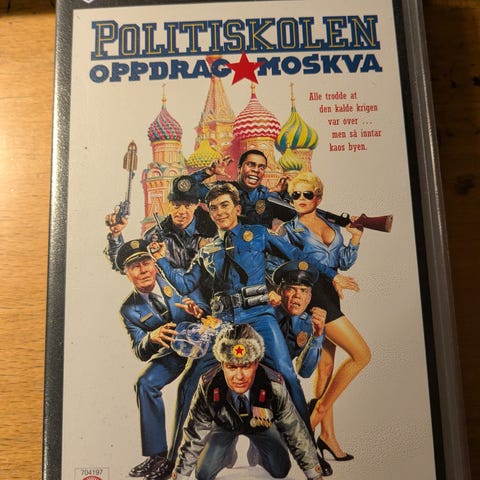 POLITISKOLEN
OPPDRAG MOSKVA
Alle trodde at
den kalde krigen
var over ...
men så inntar
kaos byen.
704197